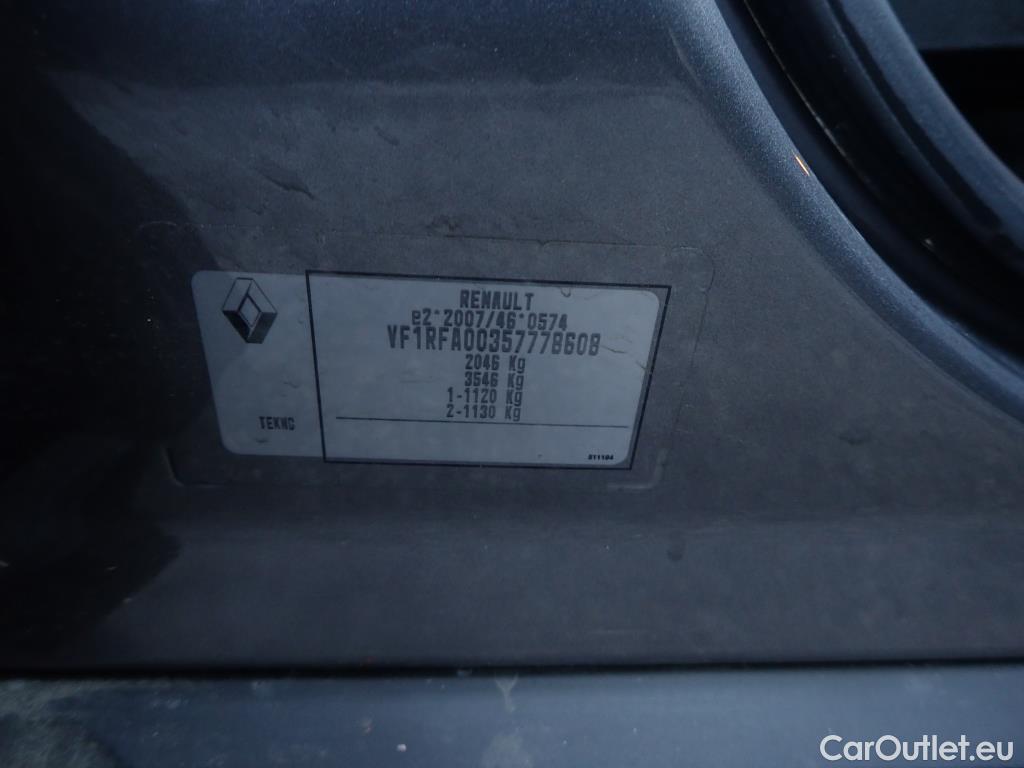 RENAULT
e2*2007/46*0574
VF1RFA00357778608
2046 Kg
3546 Kg
1-1120 Kg
2-1130 Kg
TEKNO
511104
CarOutlet.eu